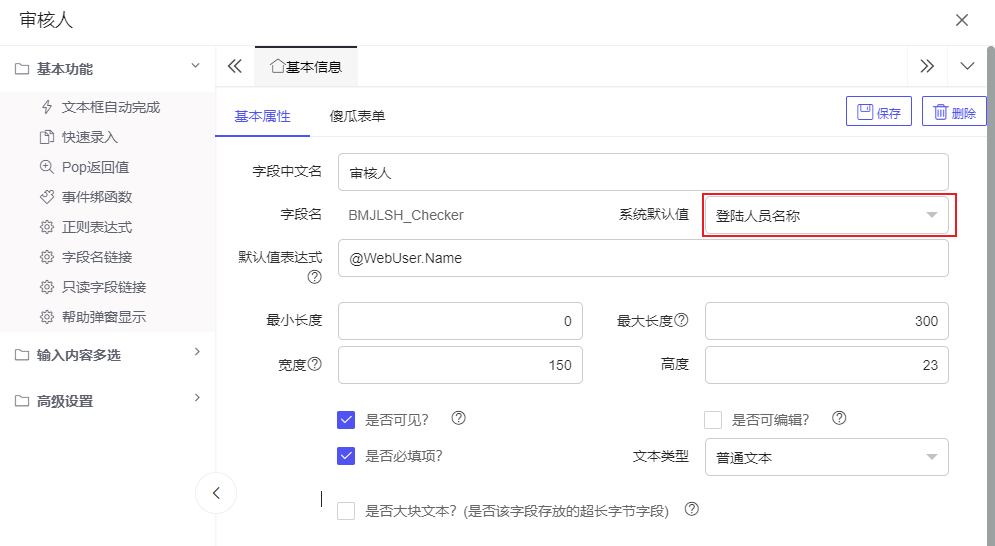 审核人
基本功能
文本框自动完成
快速录入
Pop返回值
事件绑函数
正则表达式
字段名链接
只读字段链接
帮助弹窗显示
输入内容多选
高级设置
基本信息
基本属性 傻瓜表单
保存 删除
字段中文名 审核人
字段名 BMJLSH_Checker 系统默认值 登陆人员名称
默认值表达式 @WebUser.Name
最小长度 0 最大长度 300
宽度 150 高度 23
是否可见? 是否可编辑?
是否必填项? 文本类型 普通文本
是否大块文本? (是否该字段存放的超长字节字段)